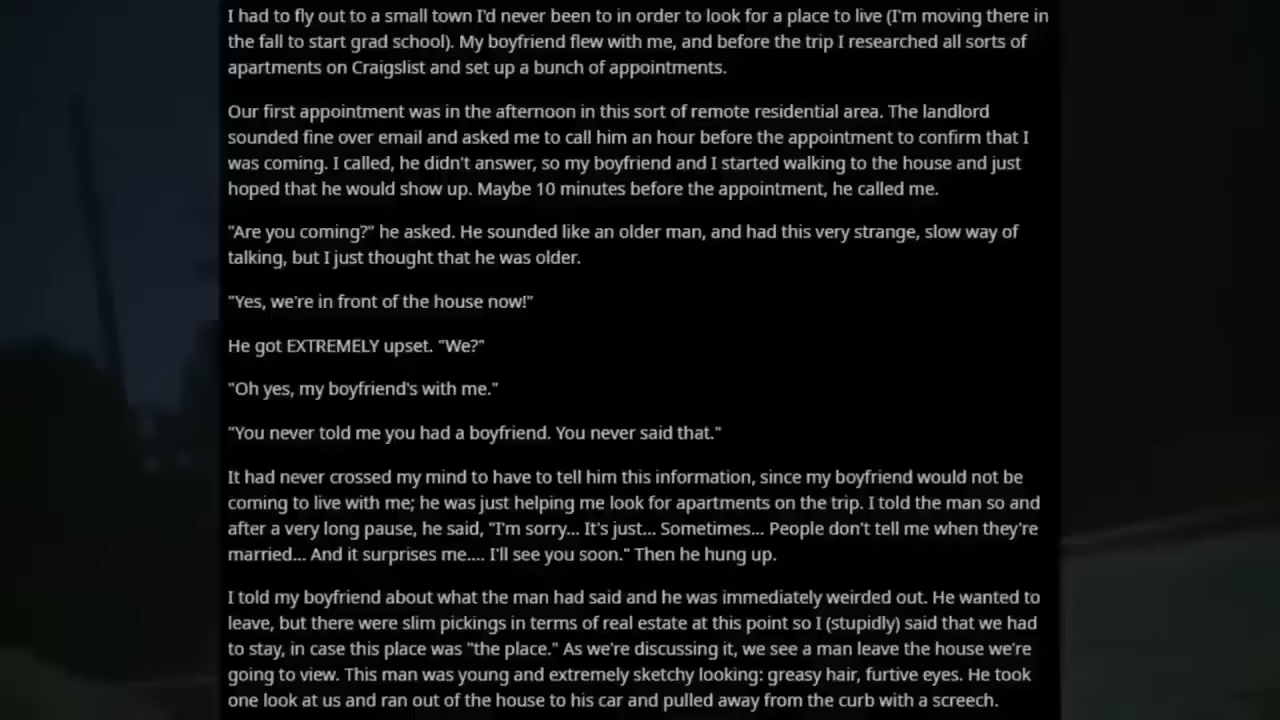 I had to fly out to a small town I'd never been to in order to look for a place to live (I'm moving there in
the fall to start grad school). My boyfriend flew with me, and before the trip I researched all sorts of
apartments on Craigslist and set up a bunch of appointments.
Our first appointment was in the afternoon in this sort of remote residential area. The landlord
sounded fine over email and asked me to call him an hour before the appointment to confirm that I
was coming. I called, he didn't answer, so my boyfriend and I started walking to the house and just
hoped that he would show up. Maybe 10 minutes before the appointment, he called me.
"Are you coming?" he asked. He sounded like an older man, and had this very strange, slow way of
talking, but I just thought that he was older.
"Yes, we're in front of the house now!"
He got EXTREMELY upset. "We?"
"Oh yes, my boyfriend's with me."
"You never told me you had a boyfriend. You never said that."
It had never crossed my mind to have to tell him this information, since my boyfriend would not be
coming to live with me; he was just helping me look for apartments on the trip. I told the man so and
after a very long pause, he said, "I'm sorry... It's just... Sometimes... People don't tell me when they're
married... And it surprises me.... I'll see you soon." Then he hung up.
I told my boyfriend about what the man had said and he was immediately weirded out. He wanted to
leave, but there were slim pickings in terms of real estate at this point so I (stupidly) said that we had
to stay, in case this place was "the place." As we're discussing it, we see a man leave the house we're
going to view. This man was young and extremely sketchy looking: greasy hair, furtive eyes. He took
one look at us and ran out of the house to his car and pulled away from the curb with a screech.